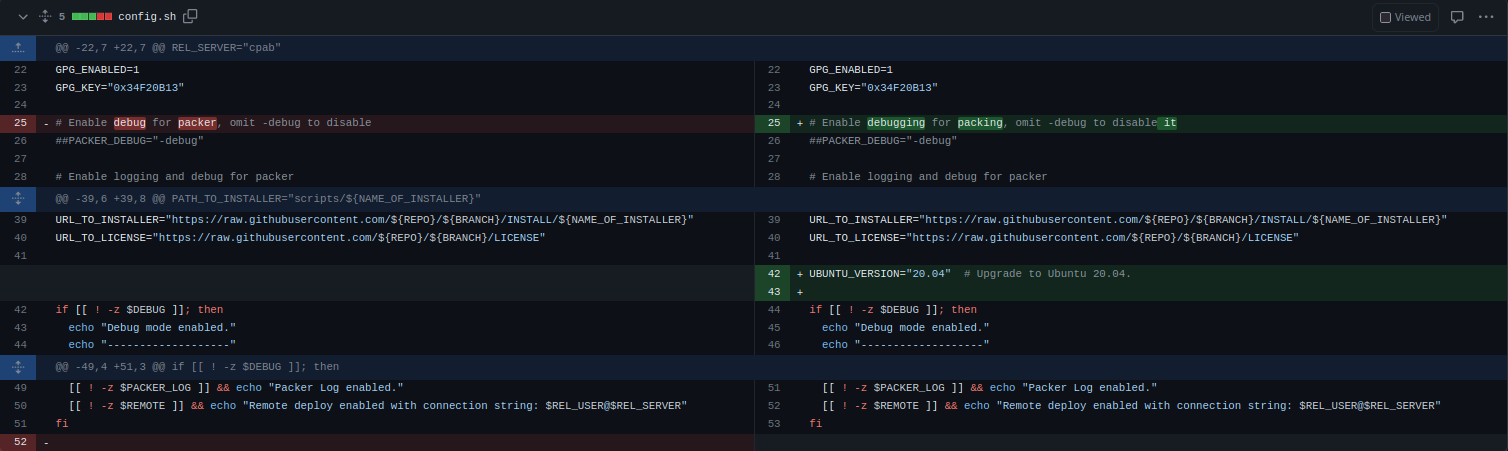 5 config.sh Viewed ...
@@ -22,7 +22,7 @@ REL_SERVER="cpab"
22 GPG_ENABLED=1 22 GPG_ENABLED=1
23 GPG_KEY="0x34F20B13" 23 GPG_KEY="0x34F20B13"
24 24
25 - # Enable debug for packer, omit -debug to disable 25 + # Enable debugging for packing, omit -debug to disable it
26 ##PACKER_DEBUG="-debug" 26 ##PACKER_DEBUG="-debug"
27 27
28 # Enable logging and debug for packer 28 # Enable logging and debug for packer
@@ -39,6 +39,8 @@ PATH_TO_INSTALLER="scripts/${NAME_OF_INSTALLER}"
39 URL_TO_INSTALLER="https://raw.githubusercontent.com/${REPO}/${BRANCH}/INSTALL/${NAME_OF_INSTALLER}" 39 URL_TO_INSTALLER="https://raw.githubusercontent.com/${REPO}/${BRANCH}/INSTALL/${NAME_OF_INSTALLER}"
40 URL_TO_LICENSE="https://raw.githubusercontent.com/${REPO}/${BRANCH}/LICENSE" 40 URL_TO_LICENSE="https://raw.githubusercontent.com/${REPO}/${BRANCH}/LICENSE"
41 41
42 + UBUNTU_VERSION="20.04"  # Upgrade to Ubuntu 20.04.
43 +
42 if [[ ! -z $DEBUG ]]; then 44 if [[ ! -z $DEBUG ]]; then
43 echo "Debug mode enabled." 45 echo "Debug mode enabled."
44 echo "-------------------" 46 echo "-------------------"
@@ -49,4 +51,3 @@ if [[ ! -z $DEBUG ]]; then
49 [[ ! -z $PACKER_LOG ]] && echo "Packer Log enabled." 51 [[ ! -z $PACKER_LOG ]] && echo "Packer Log enabled."
50 [[ ! -z $REMOTE ]] && echo "Remote deploy enabled with connection string: $REL_USER@$REL_SERVER" 52 [[ ! -z $REMOTE ]] && echo "Remote deploy enabled with connection string: $REL_USER@$REL_SERVER"
51 fi 53 fi
52 -